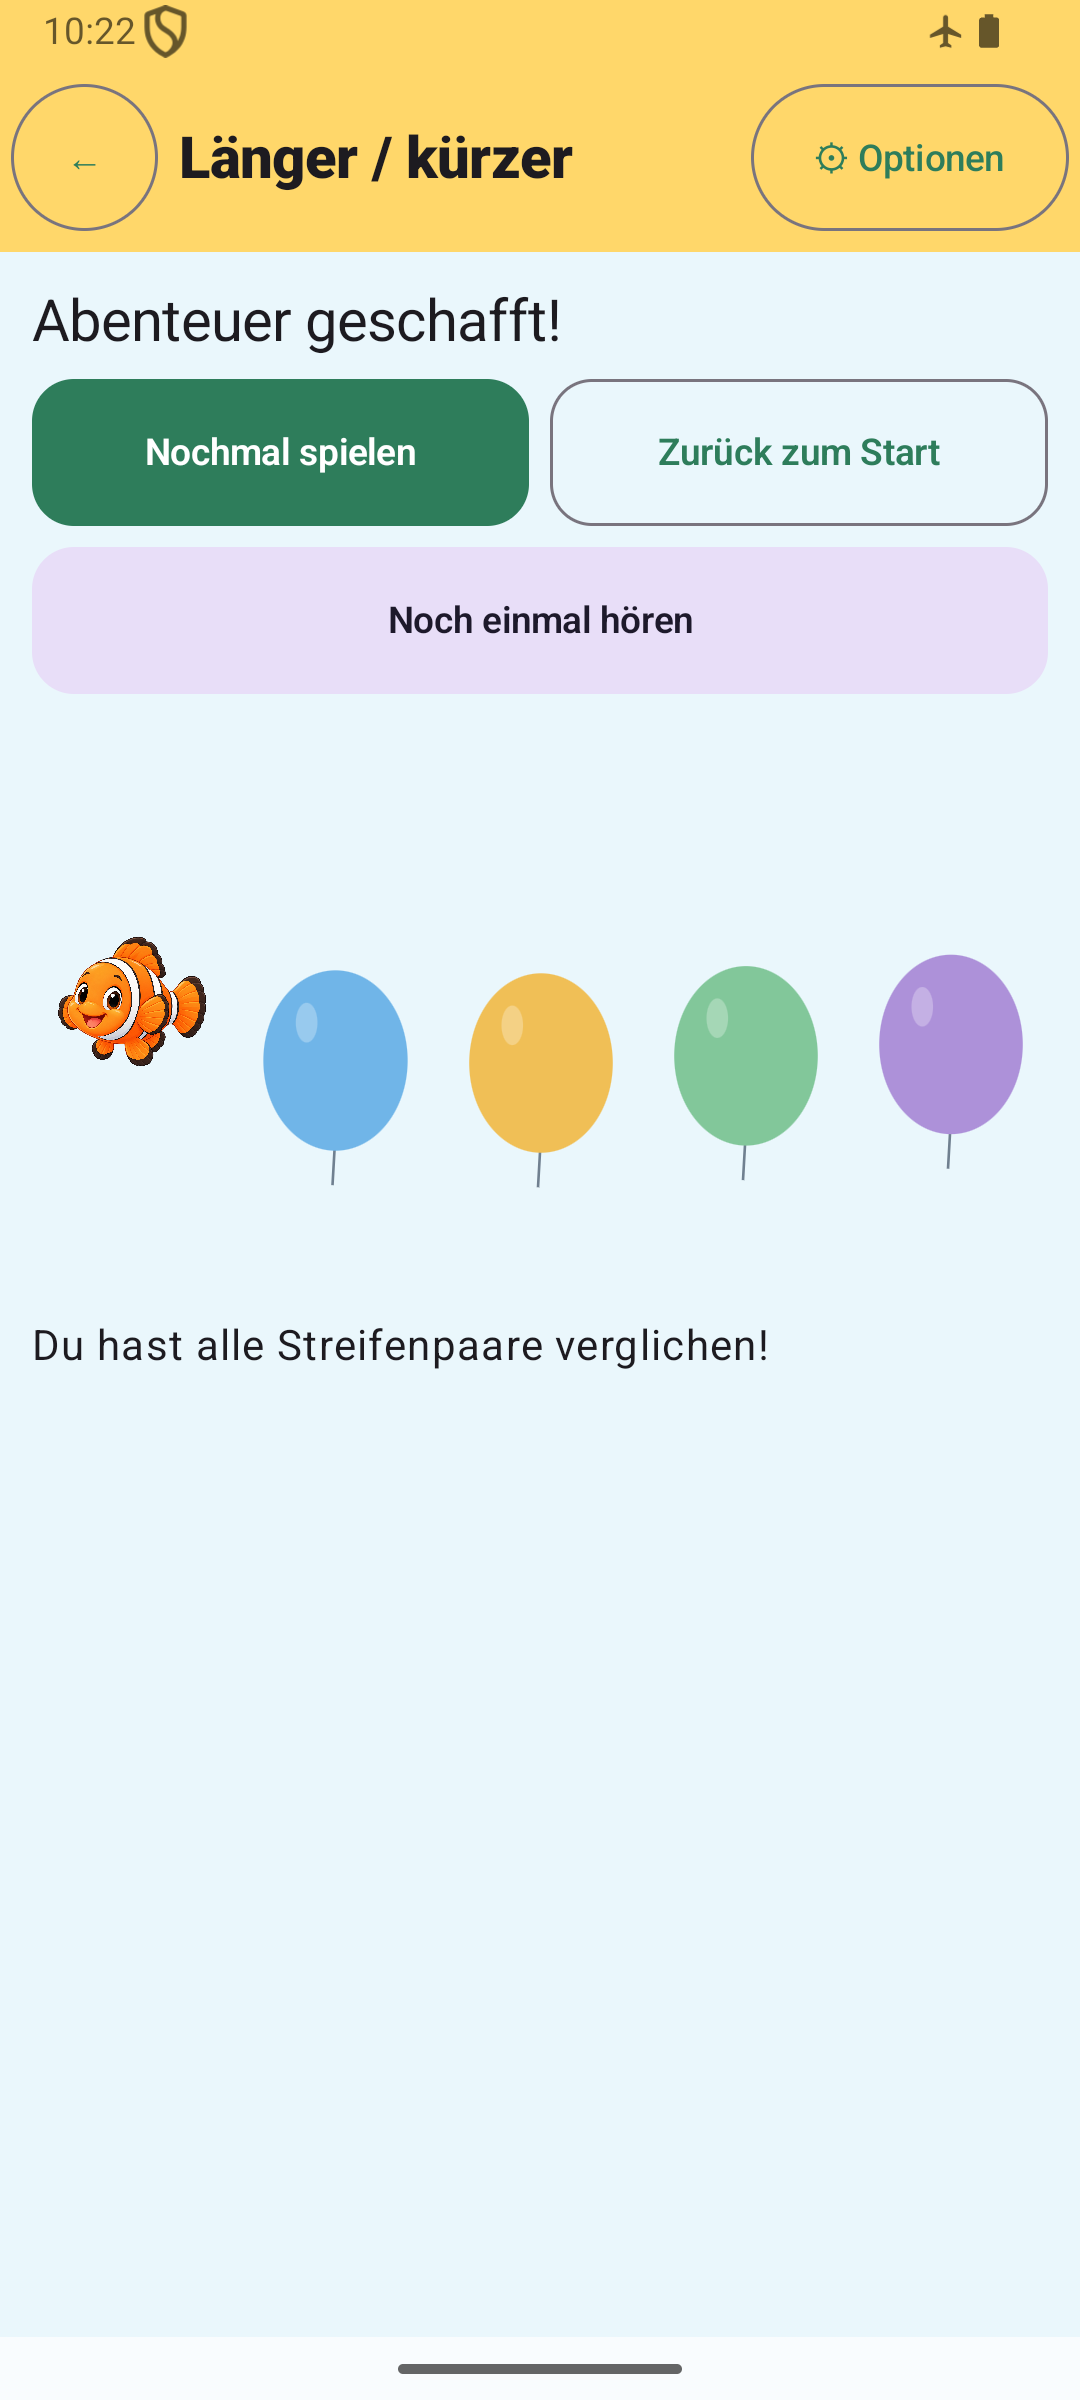 10:22
←
Länger / kürzer
⚙ Optionen
Abenteuer geschafft!
Nochmal spielen
Zurück zum Start
Noch einmal hören
Du hast alle Streifenpaare verglichen!